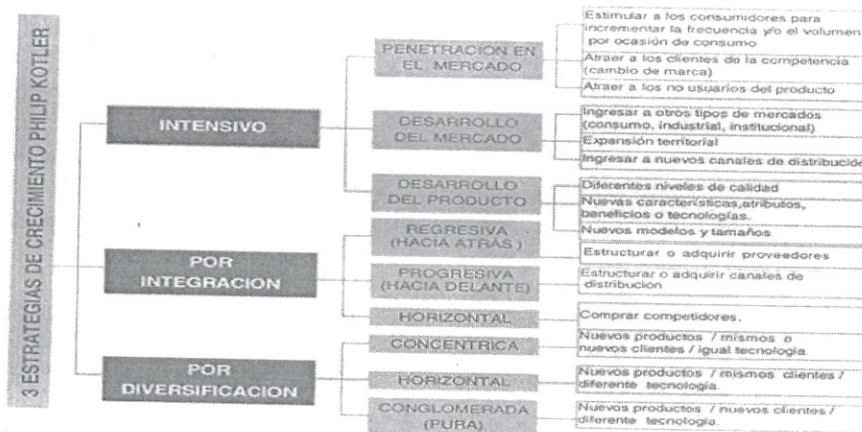 3 ESTRATEGIAS DE CRECIMIENTO PHILIP KOTLER
INTENSIVO
PENETRACION EN
EL MERCADO
Estimular a los consumidores para
incrementar la frecuencia y/o el volumen
por ocasión de consumo
Atraer a los clientes de la competencia
(cambio de marca)
Atraer a los no usuarios del producto
DESARROLLO
DEL MERCADO
Ingresar a otros tipos de mercados
(consumo, industrial, institucional)
Expansión territorial
Ingresar a nuevos canales de distribución
DESARROLLO
DEL PRODUCTO
Diferentes niveles de calidad
Nuevas características,atributos,
beneficios o tecnologías.
Nuevos modelos y tamaños
POR
INTEGRACION
REGRESIVA
(HACIA ATRÁS )
Estructurar o adquirir proveedores
PROGRESIVA
(HACIA DELANTE)
Estructurar o adquirir canales de
distribucion
HORIZONTAL
Comprar competidores.
POR
DIVERSIFICACION
CONCENTRICA
Nuevos productos / mismos o
nuevos clientes / igual tecnología.
HORIZONTAL
Nuevos productos / mismos clientes /
diferente tecnología.
CONGLOMERADA
(PURA)
Nuevos productos / nuevos clientes /
diferente tecnología.